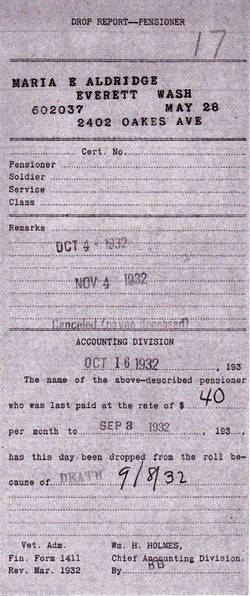 DROP REPORT—PENSIONER
17
MARIA E ALDRIDGE
EVERETT WASH
602037 MAY 28
2402 OAKES AVE
Cert. No.
Pensioner
Soldier
Service
Class
Remarks
OCT 4 - 1932
NOV 4 1932
Canceled (payee deceased)
ACCOUNTING DIVISION
OCT 16 1932, 193
The name of the above-described pensioner
who was last paid at the rate of $ 40
per month to SEP 3 1932, 193...,
has this day been dropped from the roll be-
cause of DEATH 9/8/32
Vet. Adm. Wm. H. HOLMES,
Fin. Form 1411 Chief Accounting Division.
Rev. Mar. 1932 By BB